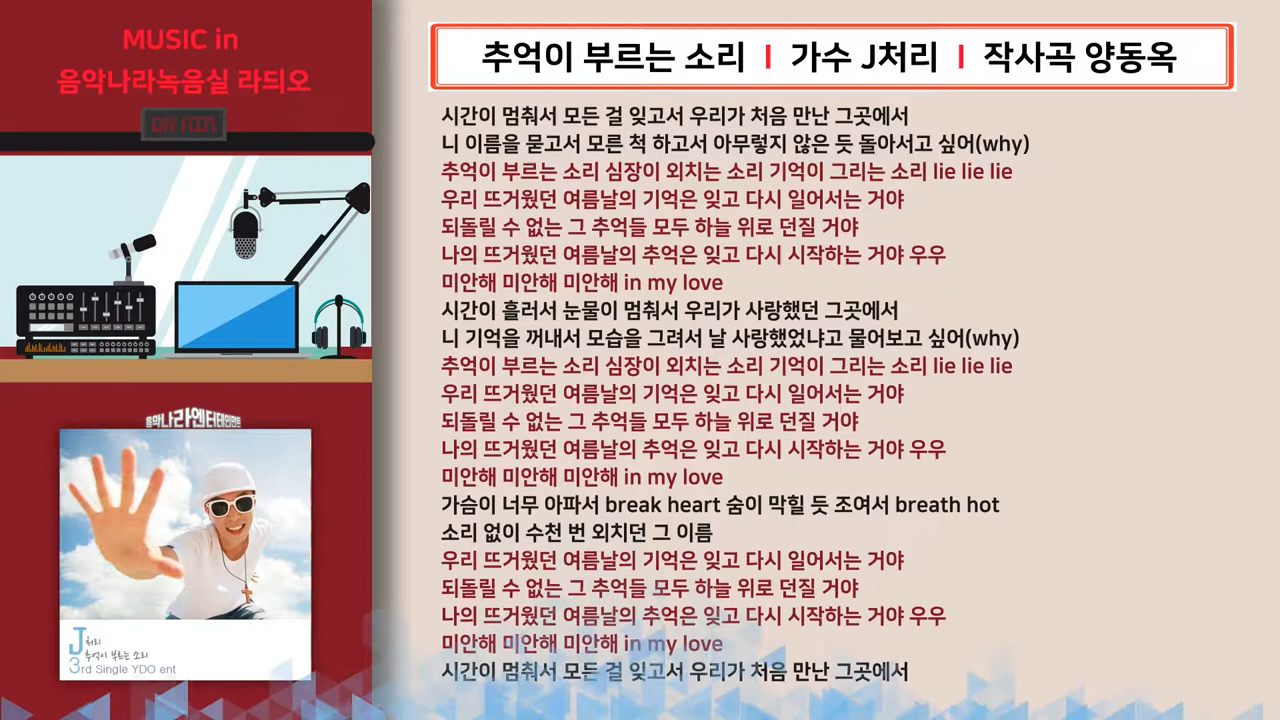 MUSIC in
음악나라녹음실 라듸오
추억이 부르는 소리 I 가수 J처리 I 작사곡 양동옥
시간이 멈춰서 모든 걸 잊고서 우리가 처음 만난 그곳에서
니 이름을 묻고서 모른 척 하고서 아무렇지 않은 듯 돌아서고 싶어(why)
추억이 부르는 소리 심장이 외치는 소리 기억이 그리는 소리 lie lie lie
우리 뜨거웠던 여름날의 기억은 잊고 다시 일어서는 거야
되돌릴 수 없는 그 추억들 모두 하늘 위로 던질 거야
나의 뜨거웠던 여름날의 추억은 잊고 다시 시작하는 거야 우우
미안해 미안해 미안해 in my love
시간이 흘러서 눈물이 멈춰서 우리가 사랑했던 그곳에서
니 기억을 꺼내서 모습을 그려서 날 사랑했었냐고 물어보고 싶어(why)
추억이 부르는 소리 심장이 외치는 소리 기억이 그리는 소리 lie lie lie
우리 뜨거웠던 여름날의 기억은 잊고 다시 일어서는 거야
되돌릴 수 없는 그 추억들 모두 하늘 위로 던질 거야
나의 뜨거웠던 여름날의 추억은 잊고 다시 시작하는 거야 우우
미안해 미안해 미안해 in my love
가슴이 너무 아파서 break heart 숨이 막힐 듯 조여서 breath hot
소리 없이 수천 번 외치던 그 이름
우리 뜨거웠던 여름날의 기억은 잊고 다시 일어서는 거야
되돌릴 수 없는 그 추억들 모두 하늘 위로 던질 거야
나의 뜨거웠던 여름날의 추억은 잊고 다시 시작하는 거야 우우
미안해 미안해 미안해 in my love
시간이 멈춰서 모든 걸 잊고서 우리가 처음 만난 그곳에서
음악나라엔터테인먼트
J처리
추억이 부르는 소리
3rd Single YDO ent